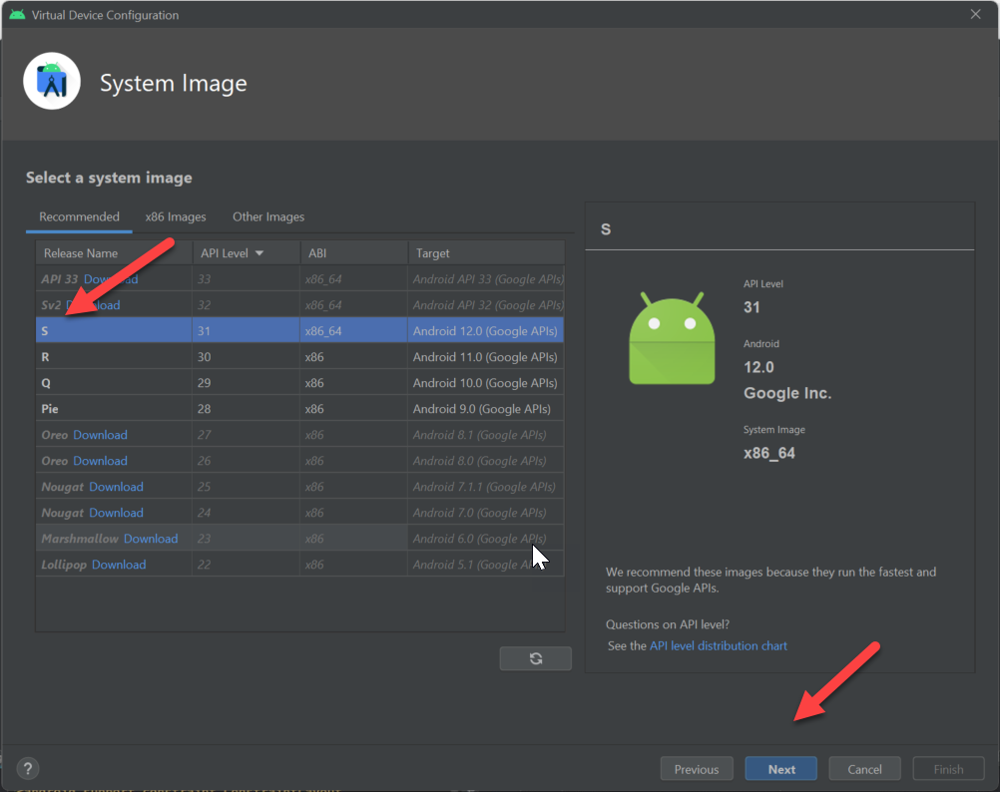 Virtual Device Configuration
System Image
Select a system image
Recommended x86 Images Other Images
Release Name API Level ABI Target
API 33 Download 33 x86_64 Android API 33 (Google APIs)
Sv2 Download 32 x86_64 Android API 32 (Google APIs)
S 31 x86_64 Android 12.0 (Google APIs)
R 30 x86 Android 11.0 (Google APIs)
Q 29 x86 Android 10.0 (Google APIs)
Pie 28 x86 Android 9.0 (Google APIs)
Oreo Download 27 x86 Android 8.1 (Google APIs)
Oreo Download 26 x86 Android 8.0 (Google APIs)
Nougat Download 25 x86 Android 7.1.1 (Google APIs)
Nougat Download 24 x86 Android 7.0 (Google APIs)
Marshmallow Download 23 x86 Android 6.0 (Google APIs)
Lollipop Download 22 x86 Android 5.1 (Google APIs)
S
API Level
31
Android
12.0
Google Inc.
System Image
x86_64
We recommend these images because they run the fastest and
support Google APIs.
Questions on API level?
See the API level distribution chart
? Previous Next Cancel Finish